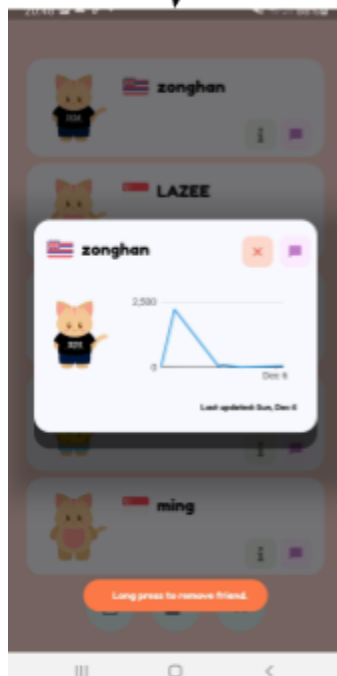 zonghan
LAZEE
zonghan
2,500
0
Dec 6
Last updated: Sun, Dec 6
ming
Long press to remove friend.